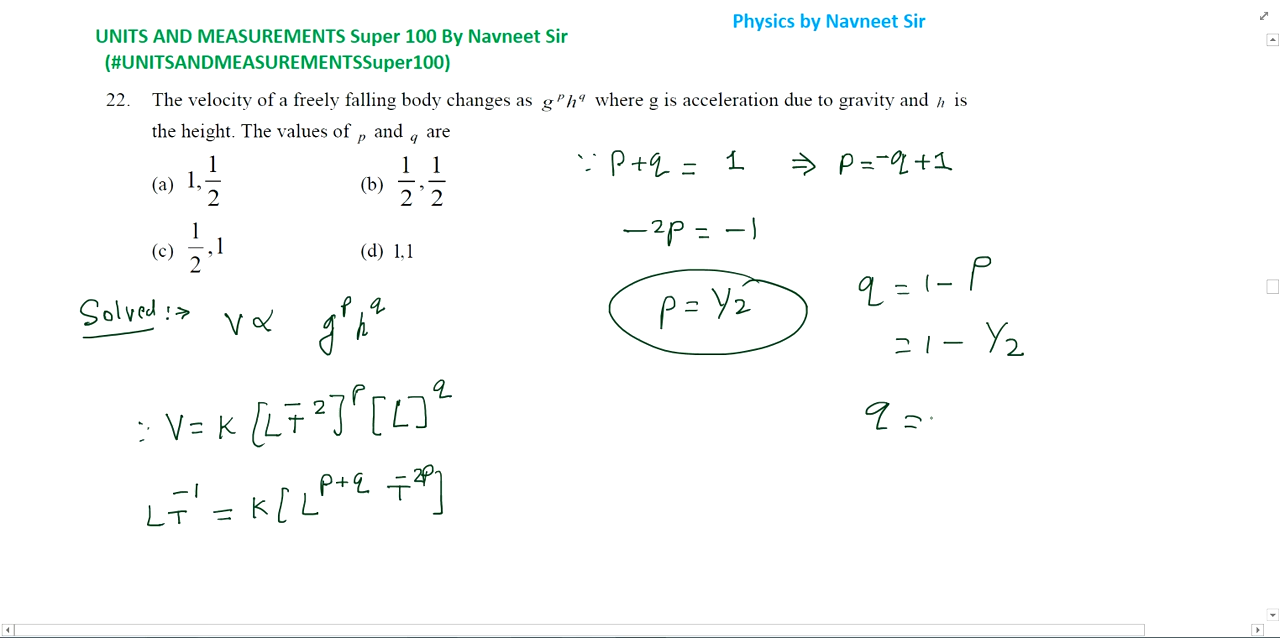 Physics by Navneet Sir
UNITS AND MEASUREMENTS Super 100 By Navneet Sir
(#UNITSANDMEASUREMENTSSuper100)
22. The velocity of a freely falling body changes as g^p h^q where g is acceleration due to gravity and h is
the height. The values of p and q are
(a) 1, 1/2
(b) 1/2, 1/2
(c) 1/2, 1
(d) 1,1
Solved :→
V ∝ g^p h^q
∴ V = K [LT^-2]^p [L]^q
LT^-1 = K [L^p+q T^-2p]
∵ p+q = 1 ⇒ p = -q+1
-2p = -1
p = 1/2
q = 1 - p
= 1 - 1/2
q =